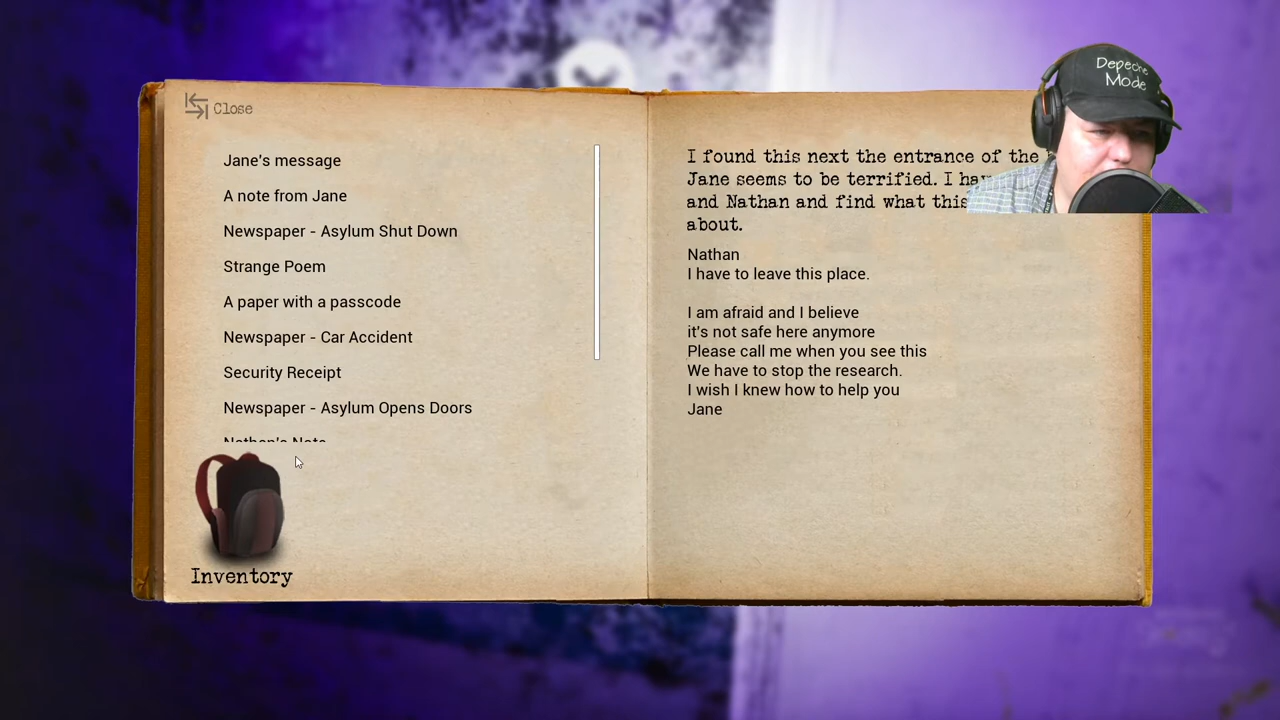 Close
Jane's message
A note from Jane
Newspaper - Asylum Shut Down
Strange Poem
A paper with a passcode
Newspaper - Car Accident
Security Receipt
Newspaper - Asylum Opens Doors
Nathan's Note
Inventory
I found this next the entrance of the
Jane seems to be terrified. I
and Nathan and find what this
about.
Nathan
I have to leave this place.
I am afraid and I believe
it's not safe here anymore
Please call me when you see this
We have to stop the research.
I wish I knew how to help you
Jane
Depeche
Mode